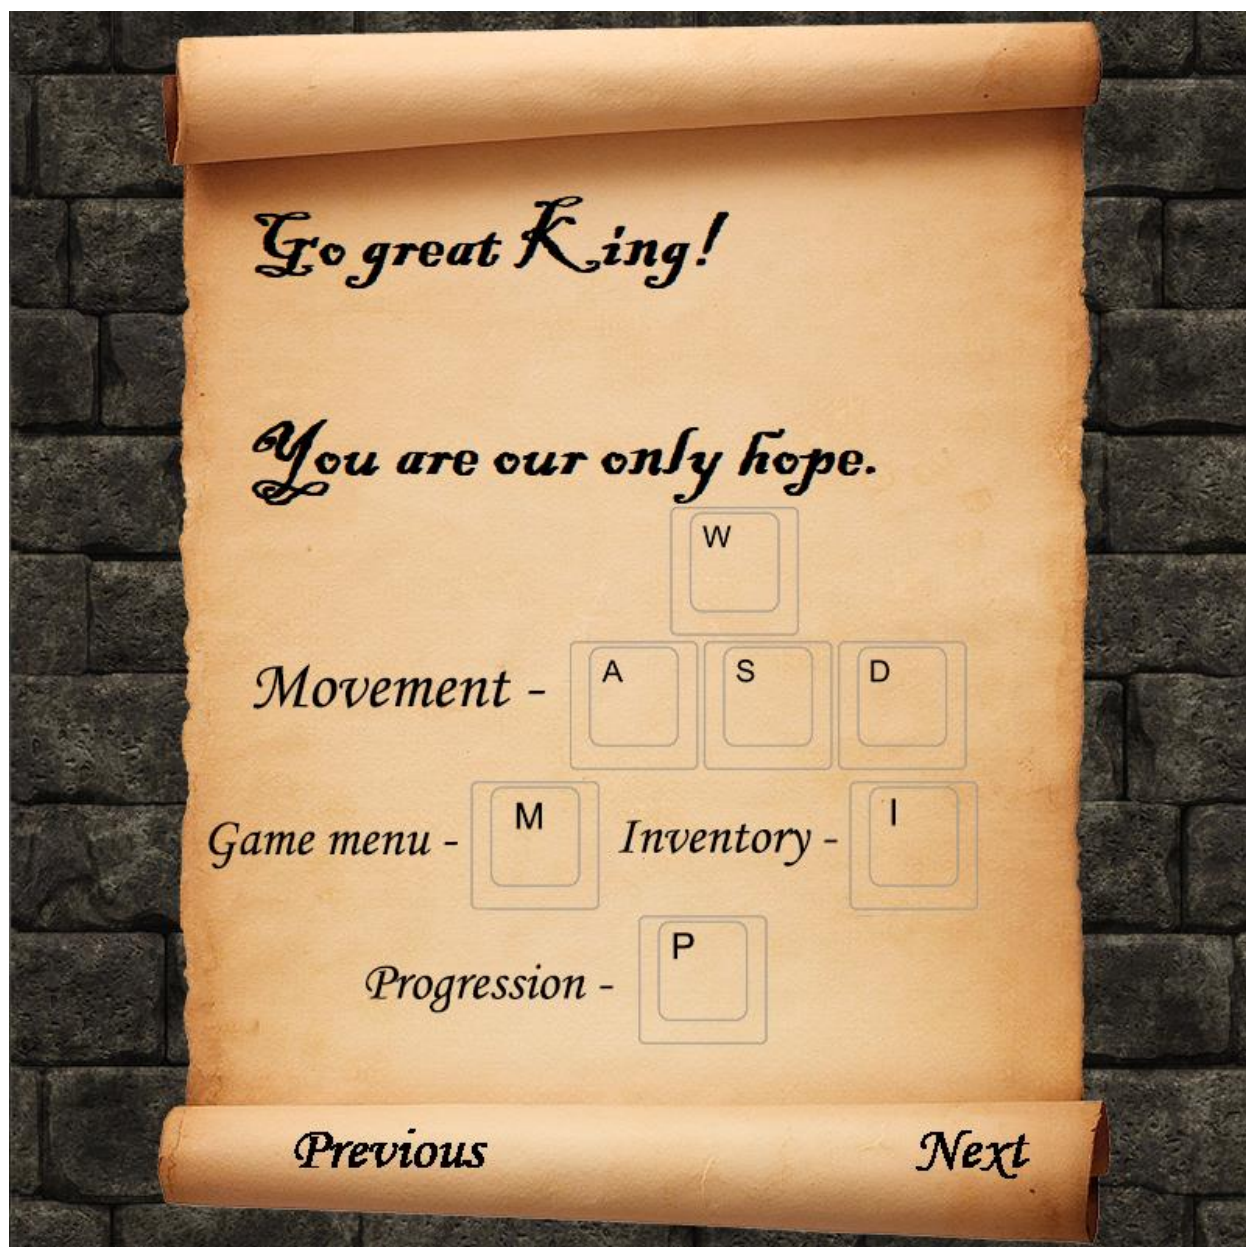 Go great King!
You are our only hope.
W
Movement - A S D
Game menu - M Inventory - I
Progression - P
Previous Next